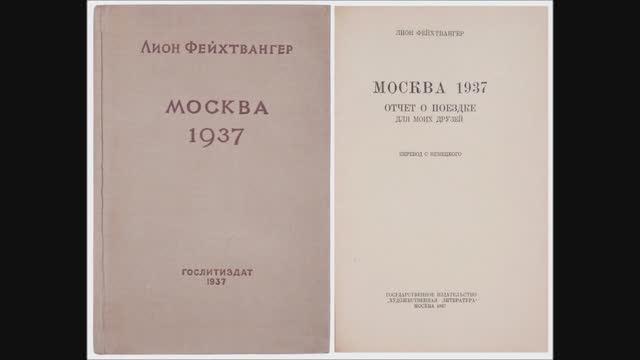 Лион Фейхтвангер
МОСКВА
1937
ГОСЛИТИЗДАТ
1937
ЛИОН ФЕЙХТВАНГЕР
МОСКВА 1937
ОТЧЕТ О ПОЕЗДКЕ
ДЛЯ МОИХ ДРУЗЕЙ
ПЕРЕВОД С НЕМЕЦКОГО
ГОСУДАРСТВЕННОЕ ИЗДАТЕЛЬСТВО
„ХУДОЖЕСТВЕННАЯ ЛИТЕРАТУРА“
МОСКВА 1937